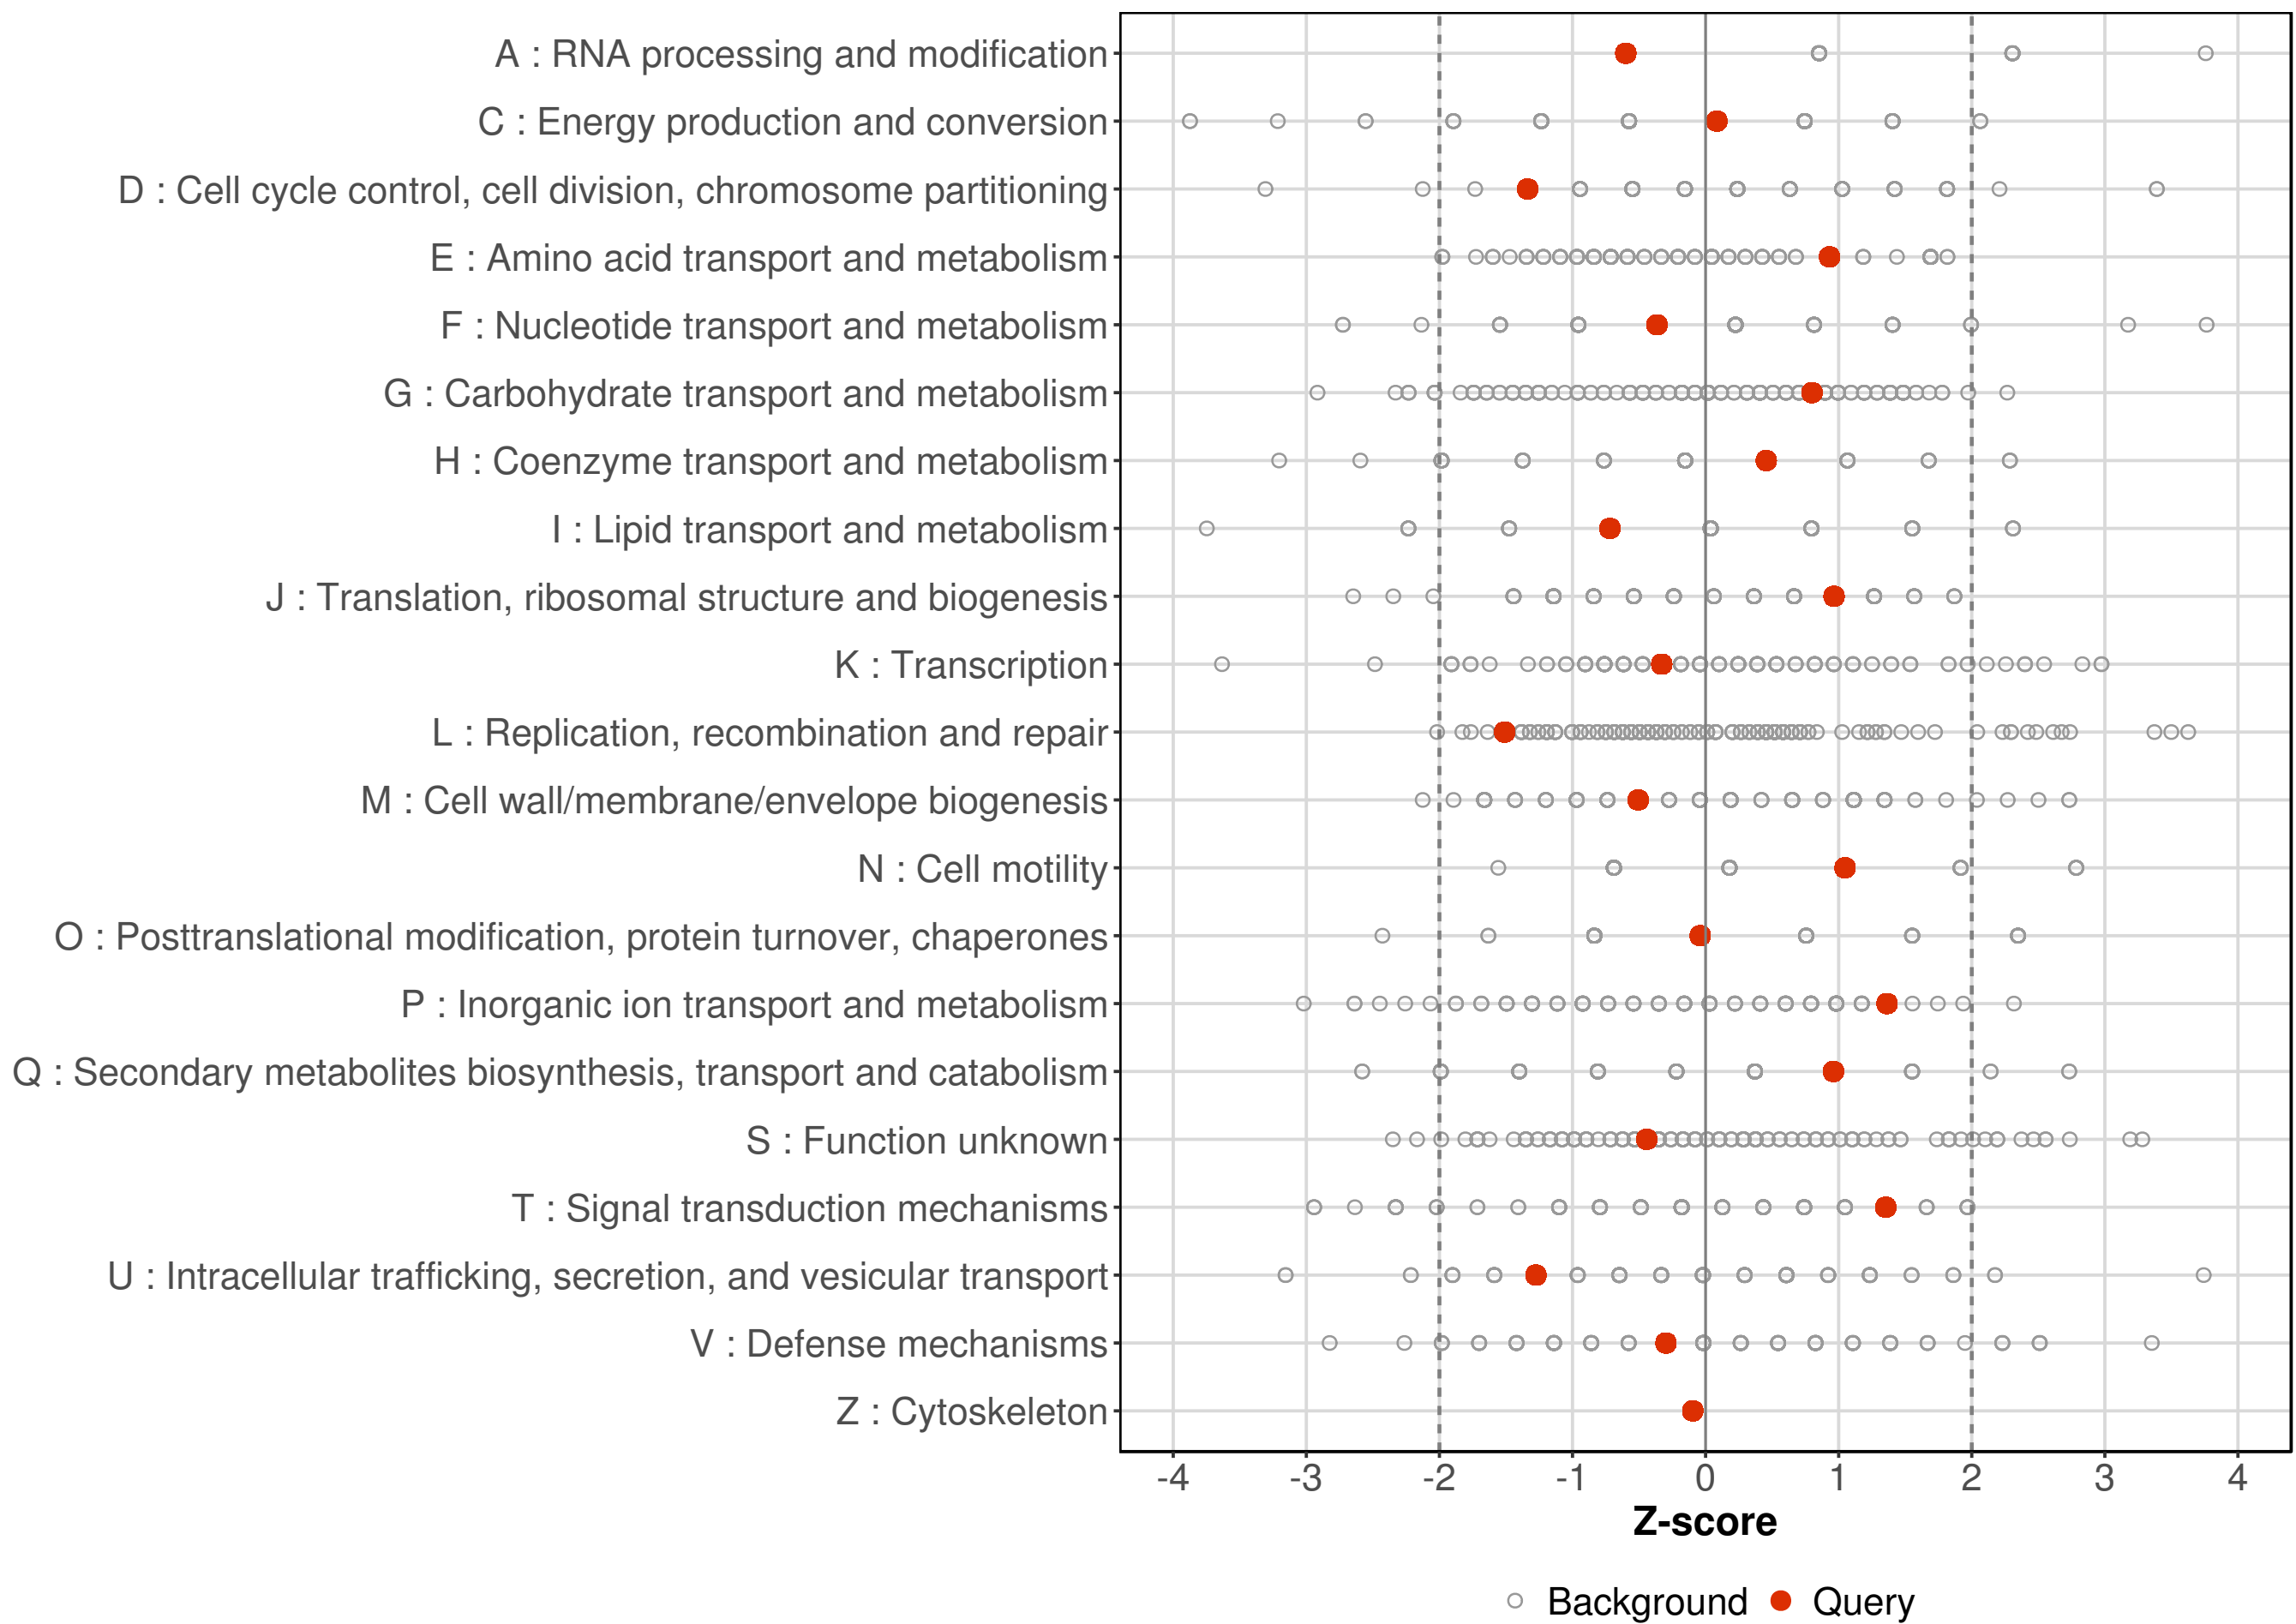 A : RNA processing and modification
C : Energy production and conversion
D : Cell cycle control, cell division, chromosome partitioning
E : Amino acid transport and metabolism
F : Nucleotide transport and metabolism
G : Carbohydrate transport and metabolism
H : Coenzyme transport and metabolism
I : Lipid transport and metabolism
J : Translation, ribosomal structure and biogenesis
K : Transcription
L : Replication, recombination and repair
M : Cell wall/membrane/envelope biogenesis
N : Cell motility
O : Posttranslational modification, protein turnover, chaperones
P : Inorganic ion transport and metabolism
Q : Secondary metabolites biosynthesis, transport and catabolism
S : Function unknown
T : Signal transduction mechanisms
U : Intracellular trafficking, secretion, and vesicular transport
V : Defense mechanisms
Z : Cytoskeleton
-4 -3 -2 -1 0 1 2 3 4
Z-score
Background Query